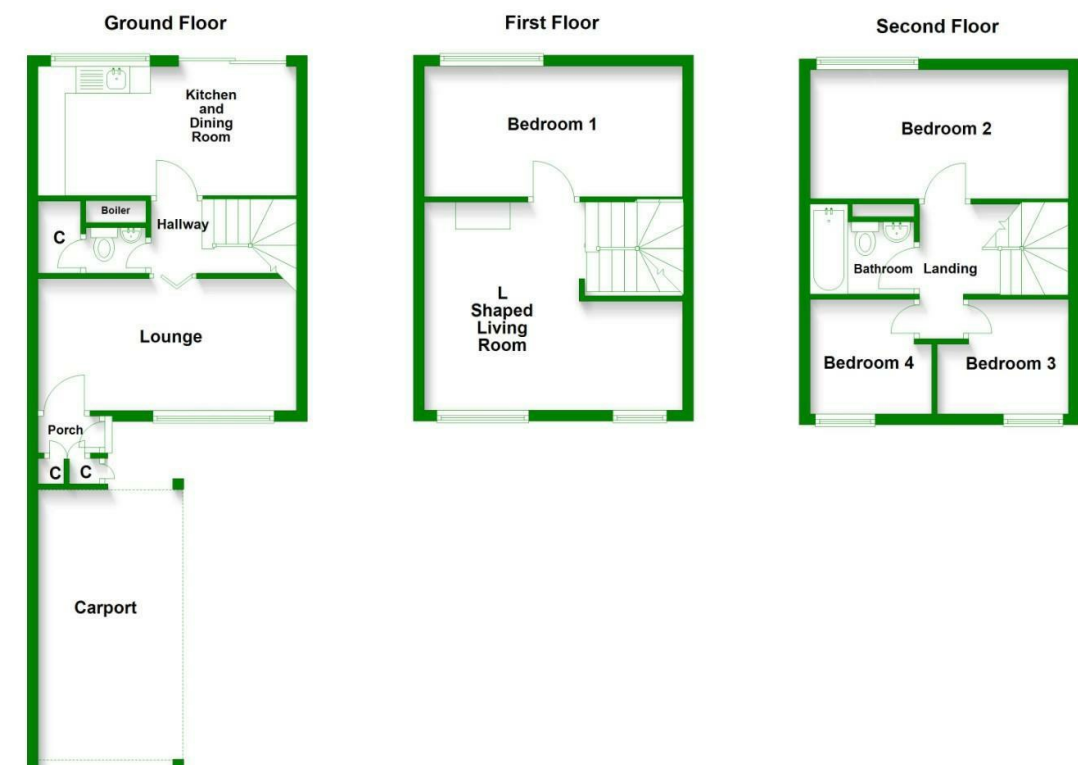 Ground Floor
Kitchen
and
Dining
Room
Boiler
Hallway
C
Lounge
Porch
C
C
Carport
First Floor
Bedroom 1
L
Shaped
Living
Room
Second Floor
Bedroom 2
Bathroom
Landing
Bedroom 4
Bedroom 3